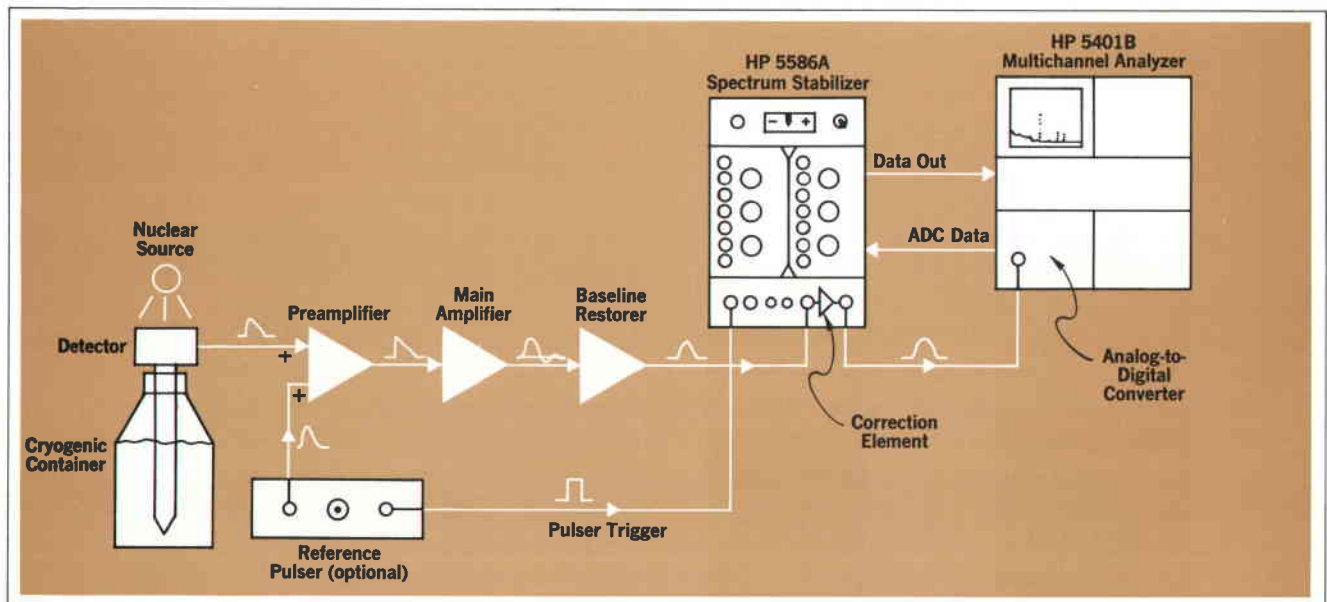 HP 5401B
Multichannel Analyzer
HP 5586A
Spectrum Stabilizer
− +
Data Out
ADC Data
Nuclear
Source
Detector
Cryogenic
Container
Preamplifier
+
+
Main
Amplifier
Baseline
Restorer
Correction
Element
Analog-to-
Digital
Converter
Pulser Trigger
Reference
Pulser (optional)